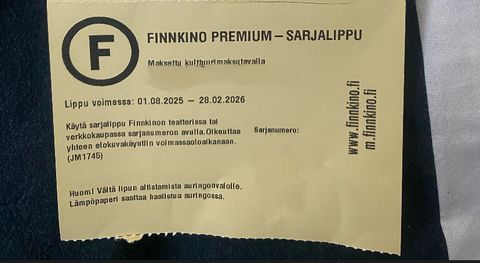 F
FINNKINO PREMIUM – SARJALIPPU
Maksettu kulttuurimaksutavalla
Lippu voimassa: 01.08.2025 – 28.02.2026
Käytä sarjalippu Finnkinon teatterissa tai
verkkokaupassa sarjanumeron avulla.Oikeuttaa
yhteen elokuvakäyntiin voimassaoloaikanaan.
(JM1745)
Sarjanumero:
Huom! Vältä lipun altistamista auringonvalolle.
Lämpöpaperi saattaa haalistua auringossa.
www.finnkino.fi
m.finnkino.fi